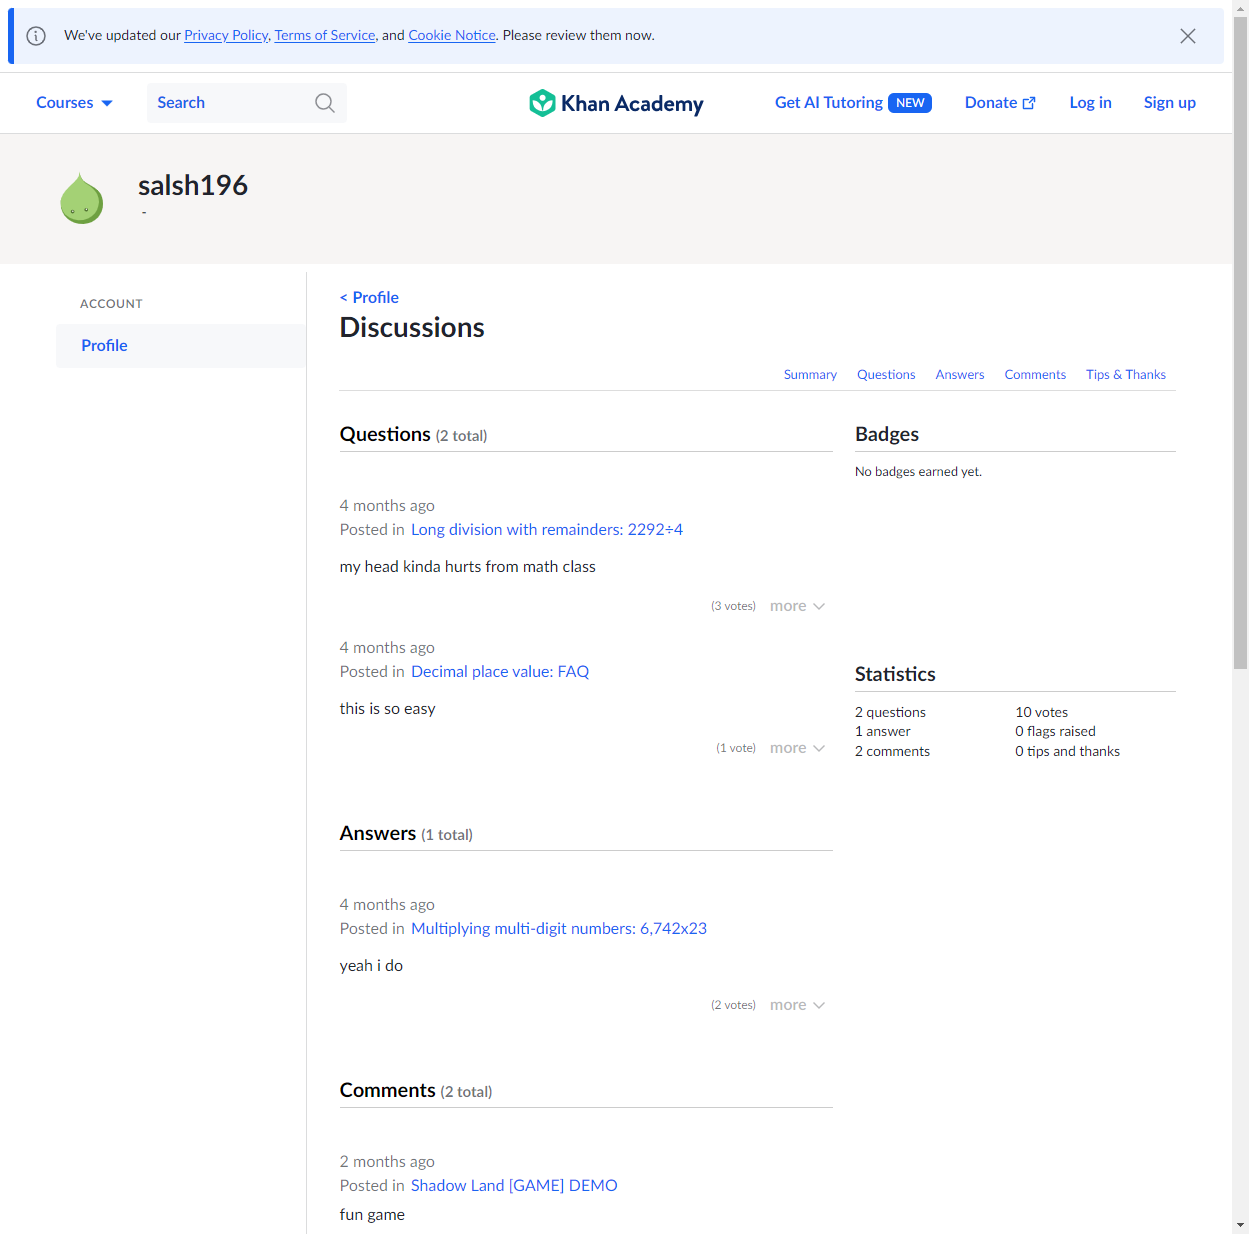 We've updated our Privacy Policy, Terms of Service, and Cookie Notice. Please review them now.
Courses
Search
Khan Academy
Get AI Tutoring NEW
Donate
Log in
Sign up
salsh196
-
ACCOUNT
Profile
< Profile
Discussions
Summary
Questions
Answers
Comments
Tips & Thanks
Questions (2 total)
4 months ago
Posted in Long division with remainders: 2292÷4
my head kinda hurts from math class
(3 votes) more
4 months ago
Posted in Decimal place value: FAQ
this is so easy
(1 vote) more
Answers (1 total)
4 months ago
Posted in Multiplying multi-digit numbers: 6,742x23
yeah i do
(2 votes) more
Comments (2 total)
2 months ago
Posted in Shadow Land [GAME] DEMO
fun game
Badges
No badges earned yet.
Statistics
2 questions
10 votes
1 answer
0 flags raised
2 comments
0 tips and thanks